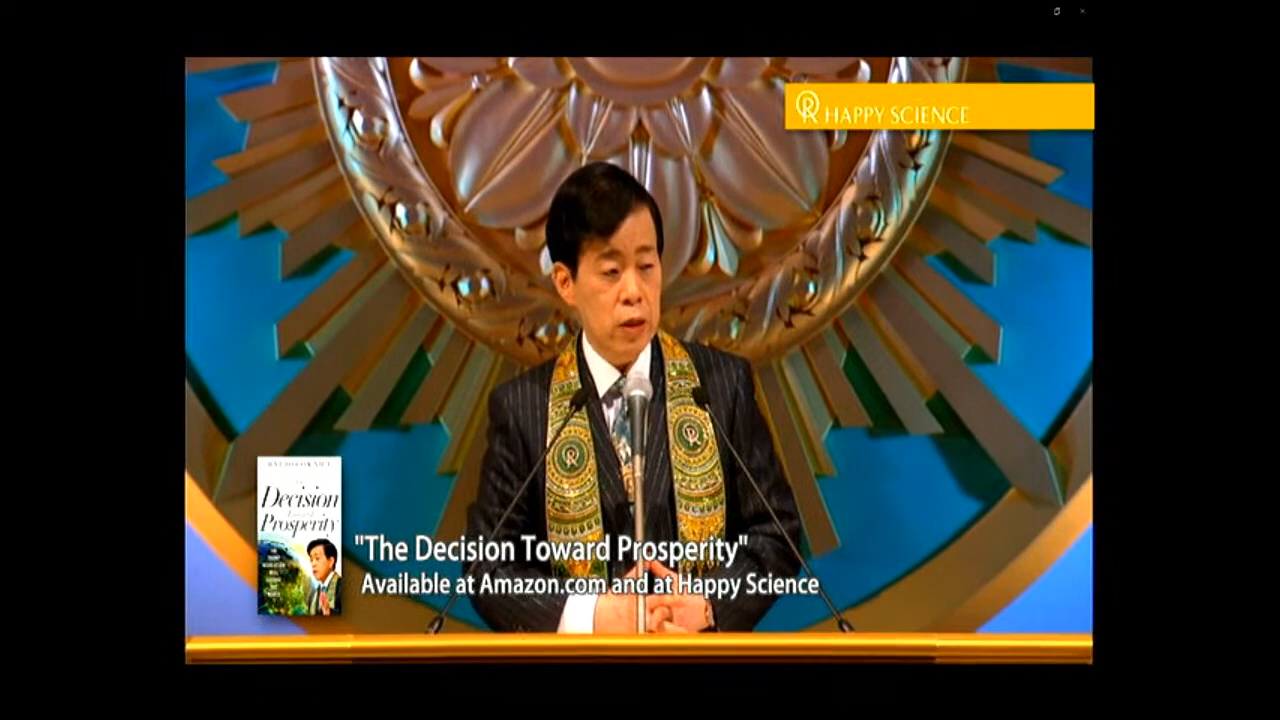 HAPPY SCIENCE
Decision
Prosperity
"The Decision Toward Prosperity"
Available at Amazon.com and at Happy Science